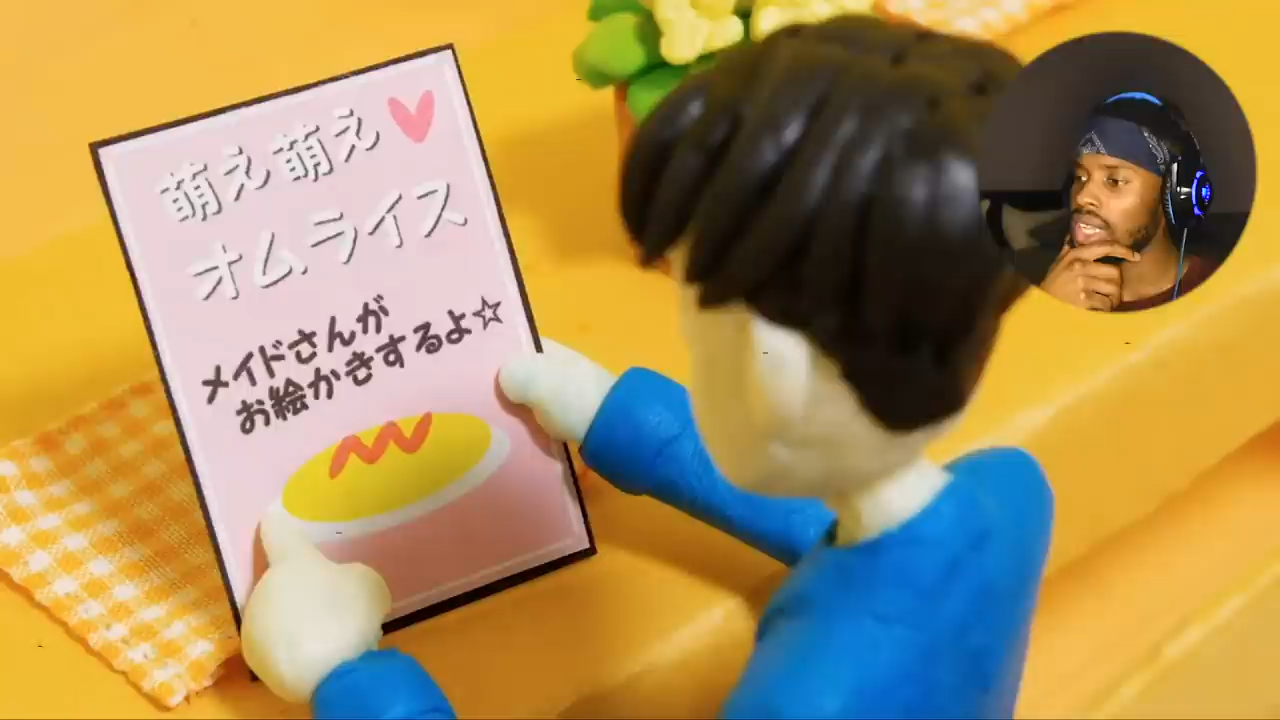 萌え萌え♥
オムライス
メイドさんが
お絵かきするよ☆